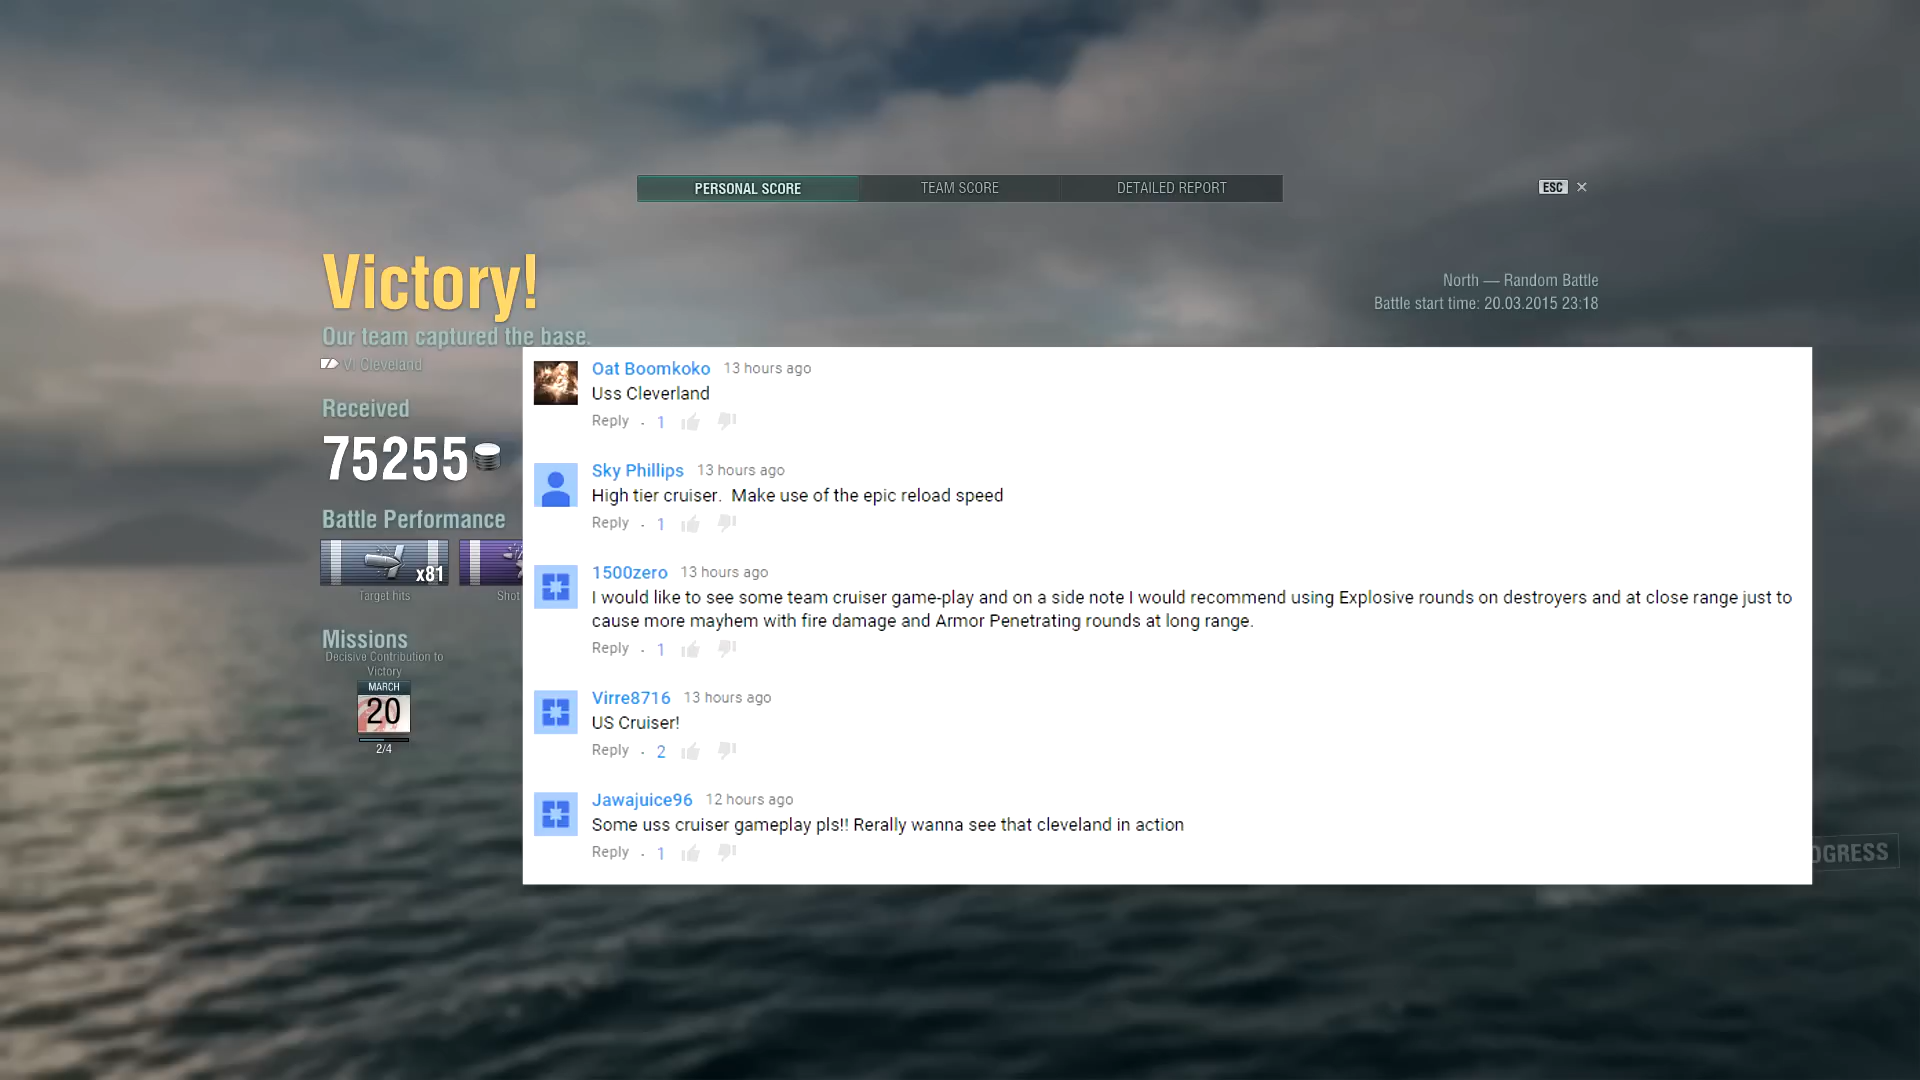 PERSONAL SCORE
TEAM SCORE
DETAILED REPORT
ESC ×
Victory!
North — Random Battle
Battle start time: 20.03.2015 23:18
Our team captured the base.
VI Cleveland
Received
75255
Battle Performance
x81
Target hits
Shot
Missions
Decisive Contribution to
Victory
MARCH
20
2/4
Oat Boomkoko 13 hours ago
Uss Cleverland
Reply · 1
Sky Phillips 13 hours ago
High tier cruiser. Make use of the epic reload speed
Reply · 1
1500zero 13 hours ago
I would like to see some team cruiser game-play and on a side note I would recommend using Explosive rounds on destroyers and at close range just to
cause more mayhem with fire damage and Armor Penetrating rounds at long range.
Reply · 1
Virre8716 13 hours ago
US Cruiser!
Reply · 2
Jawajuice96 12 hours ago
Some uss cruiser gameplay pls!! Rerally wanna see that cleveland in action
Reply · 1
OGRESS